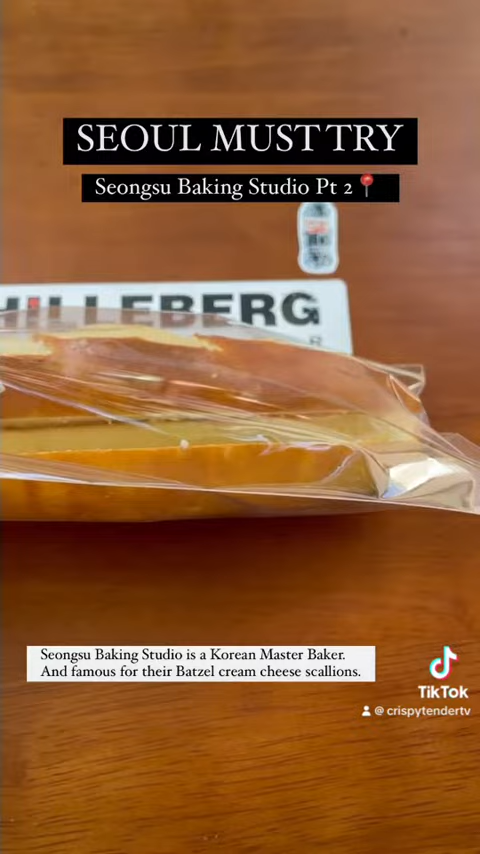 SEOUL MUST TRY
Seongsu Baking Studio Pt 2
HILLEBERG
Seongsu Baking Studio is a Korean Master Baker.
And famous for their Batzel cream cheese scallions.
TikTok
@ crispytendertv